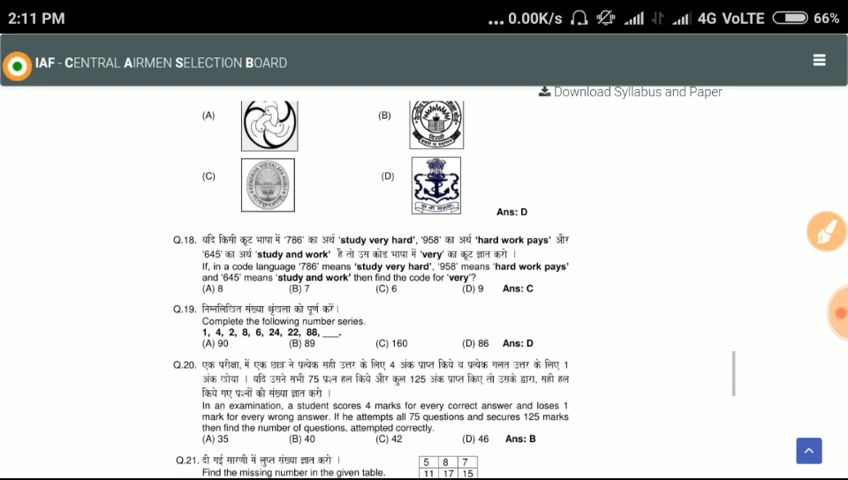 2:11 PM ... 0.00K/s 4G VoLTE 66%
IAF - CENTRAL AIRMEN SELECTION BOARD
Download Syllabus and Paper
(A) (B)
(C) (D)
Ans: D
Q.18. यदि किसी कूट भाषा में '786' का अर्थ 'study very hard', '958' का अर्थ 'hard work pays' और
'645' का अर्थ 'study and work' है तो उस कोड भाषा में 'very' का कूट ज्ञात करो |
If, in a code language '786' means 'study very hard', '958' means 'hard work pays'
and '645' means 'study and work' then find the code for 'very'?
(A) 8 (B) 7 (C) 6 (D) 9 Ans: C
Q.19. निम्नलिखित संख्या श्रृंखला को पूर्ण करें |
Complete the following number series.
1, 4, 2, 8, 6, 24, 22, 88, ___.
(A) 90 (B) 89 (C) 160 (D) 86 Ans: D
Q.20. एक परीक्षा, में एक छात्र ने प्रत्येक सही उत्तर के लिए 4 अंक प्राप्त किये व प्रत्येक गलत उत्तर के लिए 1
अंक खोया | यदि उसने सभी 75 प्रश्न हल किये और कुल 125 अंक प्राप्त किए तो उसके द्वारा, सही हल
किये गए प्रश्नों की संख्या ज्ञात करो |
In an examination, a student scores 4 marks for every correct answer and loses 1
mark for every wrong answer. If he attempts all 75 questions and secures 125 marks
then find the number of questions, attempted correctly.
(A) 35 (B) 40 (C) 42 (D) 46 Ans: B
Q.21. दी गई सारणी में लुप्त संख्या ज्ञात करो |
5 8 7
Find the missing number in the given table.
11 17 15